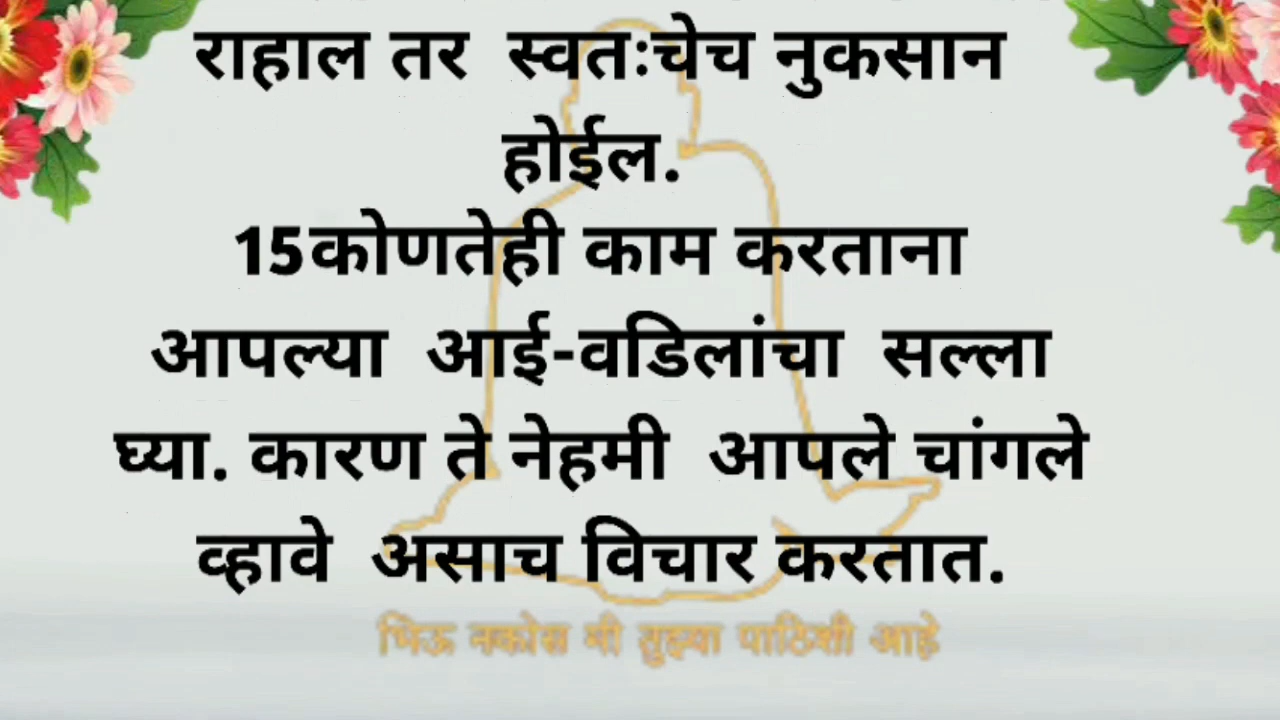 राहाल तर स्वतःचेच नुकसान
होईल.
15कोणतेही काम करताना
आपल्या आई-वडिलांचा सल्ला
घ्या. कारण ते नेहमी आपले चांगले
व्हावे असाच विचार करतात.
भिऊ नकोस मी तुझ्या पाठिशी आहे